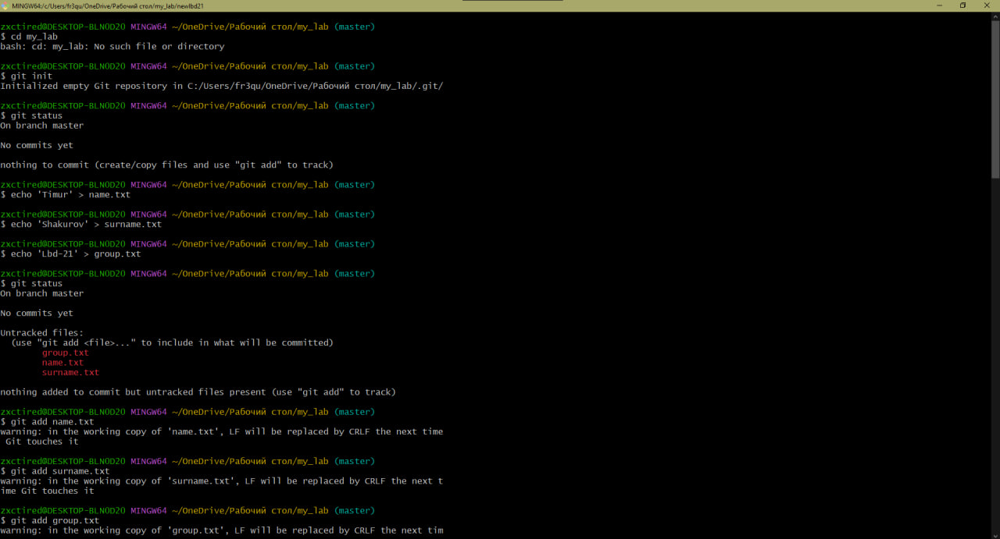 MINGW64:/c/Users/fr3qu/OneDrive/Рабочий стол/my_lab/newlbd21
zxctired@DESKTOP-BLNOD2O MINGW64 ~/OneDrive/Рабочий стол/my_lab (master)
$ cd my_lab
bash: cd: my_lab: No such file or directory
zxctired@DESKTOP-BLNOD2O MINGW64 ~/OneDrive/Рабочий стол/my_lab (master)
$ git init
Initialized empty Git repository in C:/Users/fr3qu/OneDrive/Рабочий стол/my_lab/.git/
zxctired@DESKTOP-BLNOD2O MINGW64 ~/OneDrive/Рабочий стол/my_lab (master)
$ git status
On branch master
No commits yet
nothing to commit (create/copy files and use "git add" to track)
zxctired@DESKTOP-BLNOD2O MINGW64 ~/OneDrive/Рабочий стол/my_lab (master)
$ echo 'Timur' > name.txt
zxctired@DESKTOP-BLNOD2O MINGW64 ~/OneDrive/Рабочий стол/my_lab (master)
$ echo 'Shakurov' > surname.txt
zxctired@DESKTOP-BLNOD2O MINGW64 ~/OneDrive/Рабочий стол/my_lab (master)
$ echo 'Lbd-21' > group.txt
zxctired@DESKTOP-BLNOD2O MINGW64 ~/OneDrive/Рабочий стол/my_lab (master)
$ git status
On branch master
No commits yet
Untracked files:
(use "git add <file>..." to include in what will be committed)
group.txt
name.txt
surname.txt
nothing added to commit but untracked files present (use "git add" to track)
zxctired@DESKTOP-BLNOD2O MINGW64 ~/OneDrive/Рабочий стол/my_lab (master)
$ git add name.txt
warning: in the working copy of 'name.txt', LF will be replaced by CRLF the next time
Git touches it
zxctired@DESKTOP-BLNOD2O MINGW64 ~/OneDrive/Рабочий стол/my_lab (master)
$ git add surname.txt
warning: in the working copy of 'surname.txt', LF will be replaced by CRLF the next t
ime Git touches it
zxctired@DESKTOP-BLNOD2O MINGW64 ~/OneDrive/Рабочий стол/my_lab (master)
$ git add group.txt
warning: in the working copy of 'group.txt', LF will be replaced by CRLF the next tim